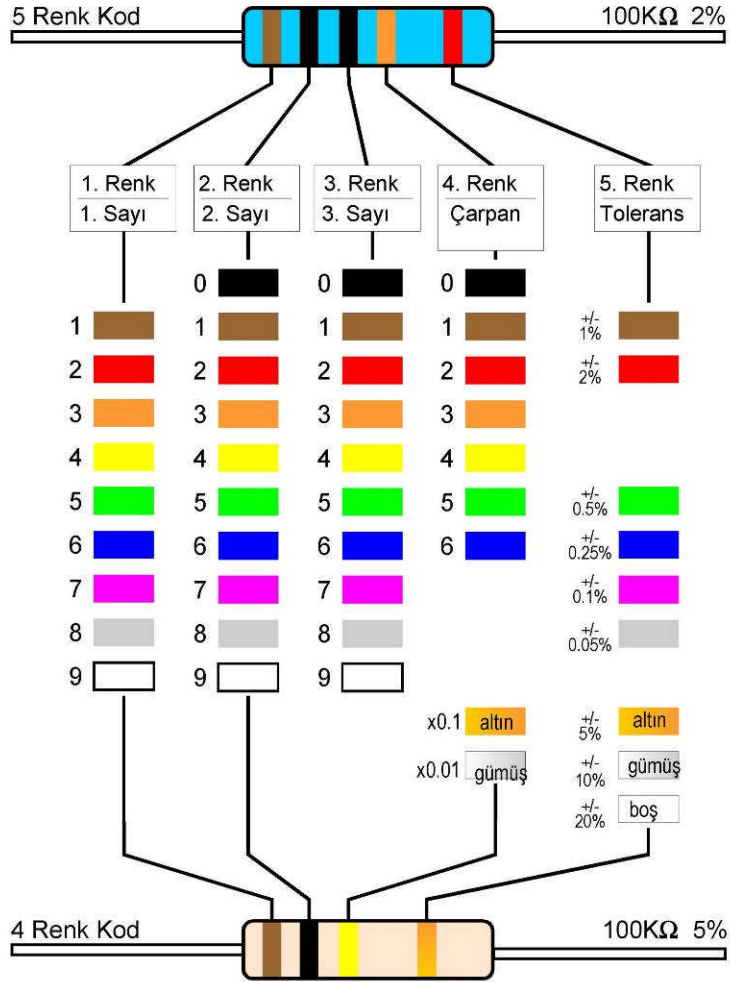 5 Renk Kod 100KΩ 2%
1. Renk 2. Renk 3. Renk 4. Renk 5. Renk
1. Sayı 2. Sayı 3. Sayı Çarpan Tolerans
0 0 0
1 1 1 1 +/- 1%
2 2 2 2 +/- 2%
3 3 3 3
4 4 4 4
5 5 5 5 +/- 0.5%
6 6 6 6 +/- 0.25%
7 7 7 +/- 0.1%
8 8 8 +/- 0.05%
9 9 9
x0.1 altın +/- 5% altın
x0.01 gümüş +/- 10% gümüş
+/- 20% boş
4 Renk Kod 100KΩ 5%